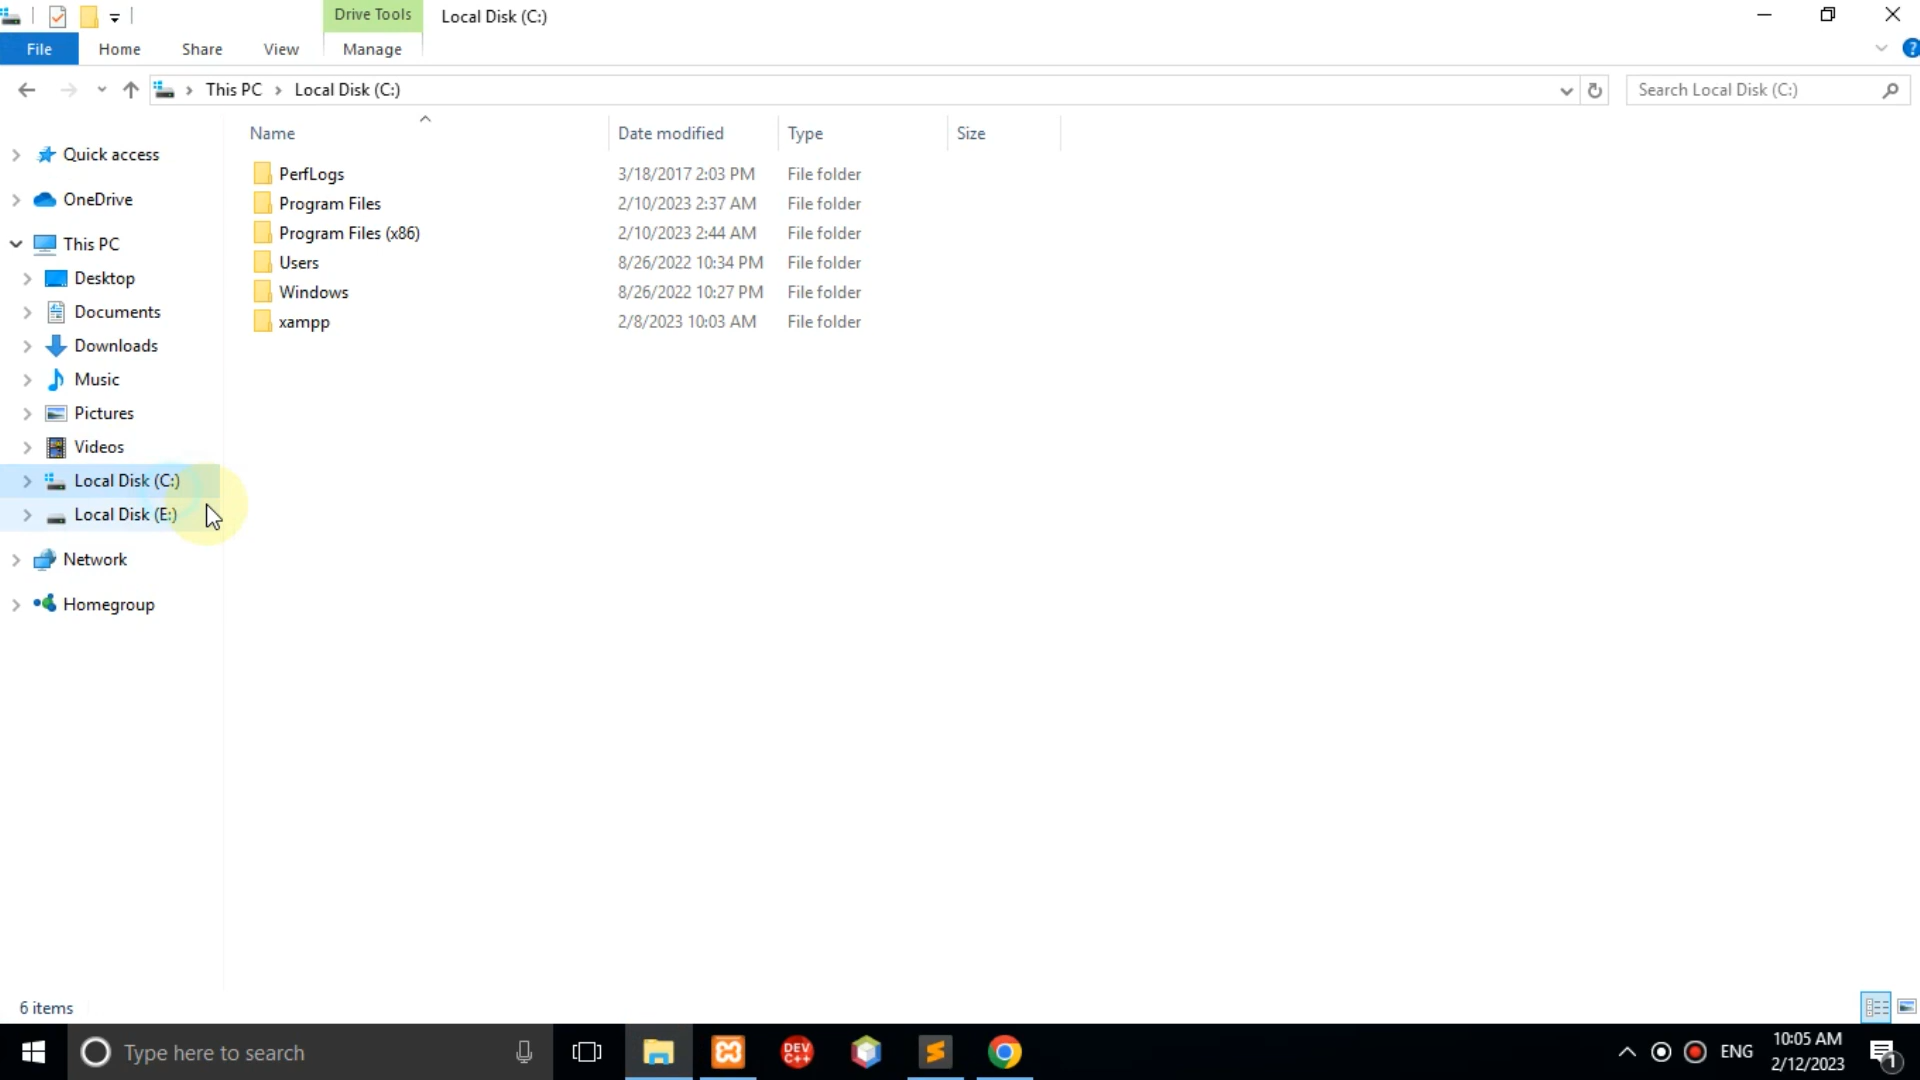 Drive Tools
Local Disk (C:)
File
Home
Share
View
Manage
?
This PC
Local Disk (C:)
Search Local Disk (C:)
Name
Date modified
Type
Size
Quick access
OneDrive
This PC
Desktop
Documents
Downloads
Music
Pictures
Videos
Local Disk (C:)
Local Disk (E:)
Network
Homegroup
PerfLogs 3/18/2017 2:03 PM File folder
Program Files 2/10/2023 2:37 AM File folder
Program Files (x86) 2/10/2023 2:44 AM File folder
Users 8/26/2022 10:34 PM File folder
Windows 8/26/2022 10:27 PM File folder
xampp 2/8/2023 10:03 AM File folder
6 items
Type here to search
DEV
C++
ENG
10:05 AM
2/12/2023
1